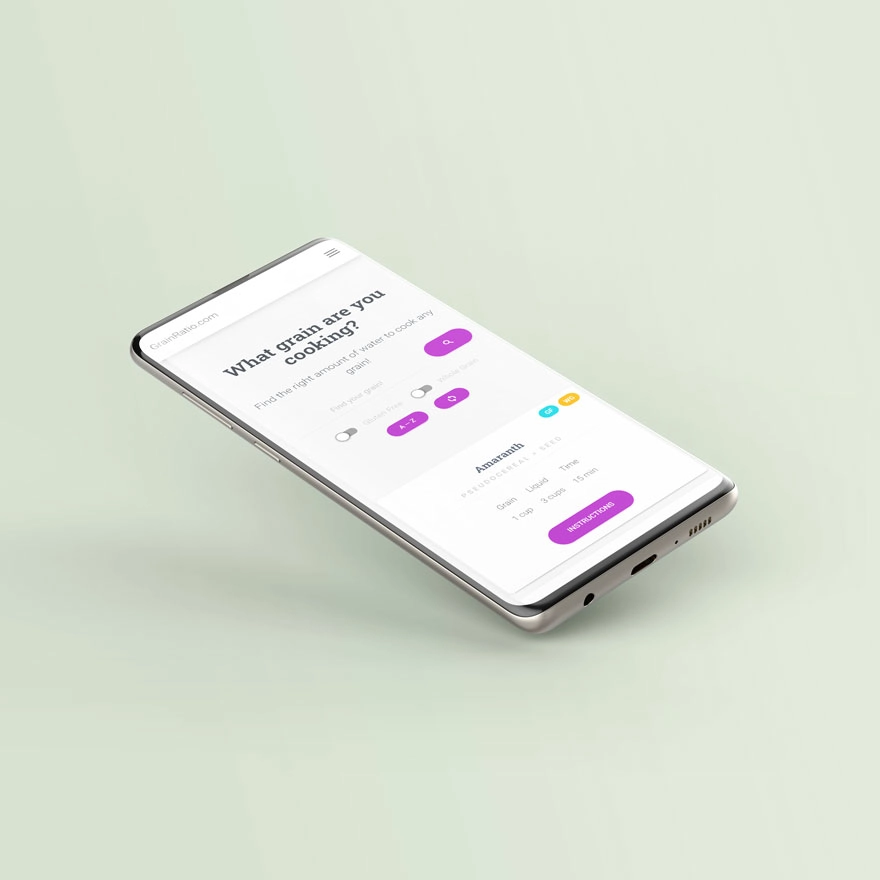 GrainRatio.com
What grain are you
cooking?
Find the right amount of water to cook any
grain!
Find your grain!
Gluten Free
Whole Grain
A – Z
GF
WG
Amaranth
PSEUDOCEREAL • SEED
Grain Liquid Time
1 cup 3 cups 15 min
INSTRUCTIONS